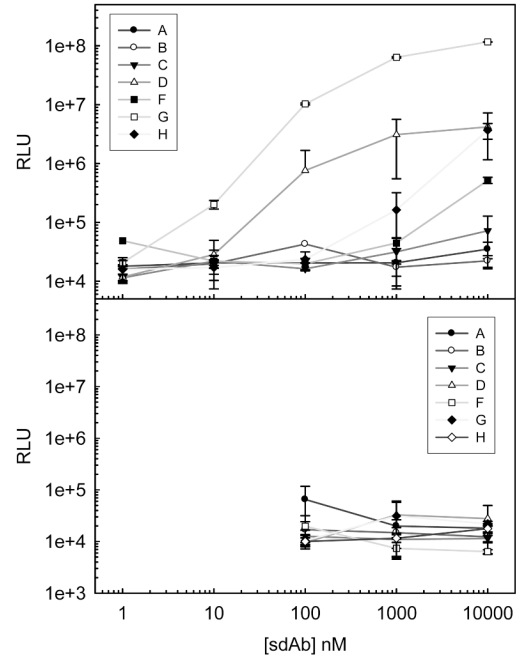 1e+8
1e+7
1e+6
1e+5
1e+4
RLU
A
B
C
D
F
G
H
1e+8
1e+7
1e+6
1e+5
1e+4
1e+3
RLU
A
B
C
D
F
G
H
1 10 100 1000 10000
[sdAb] nM